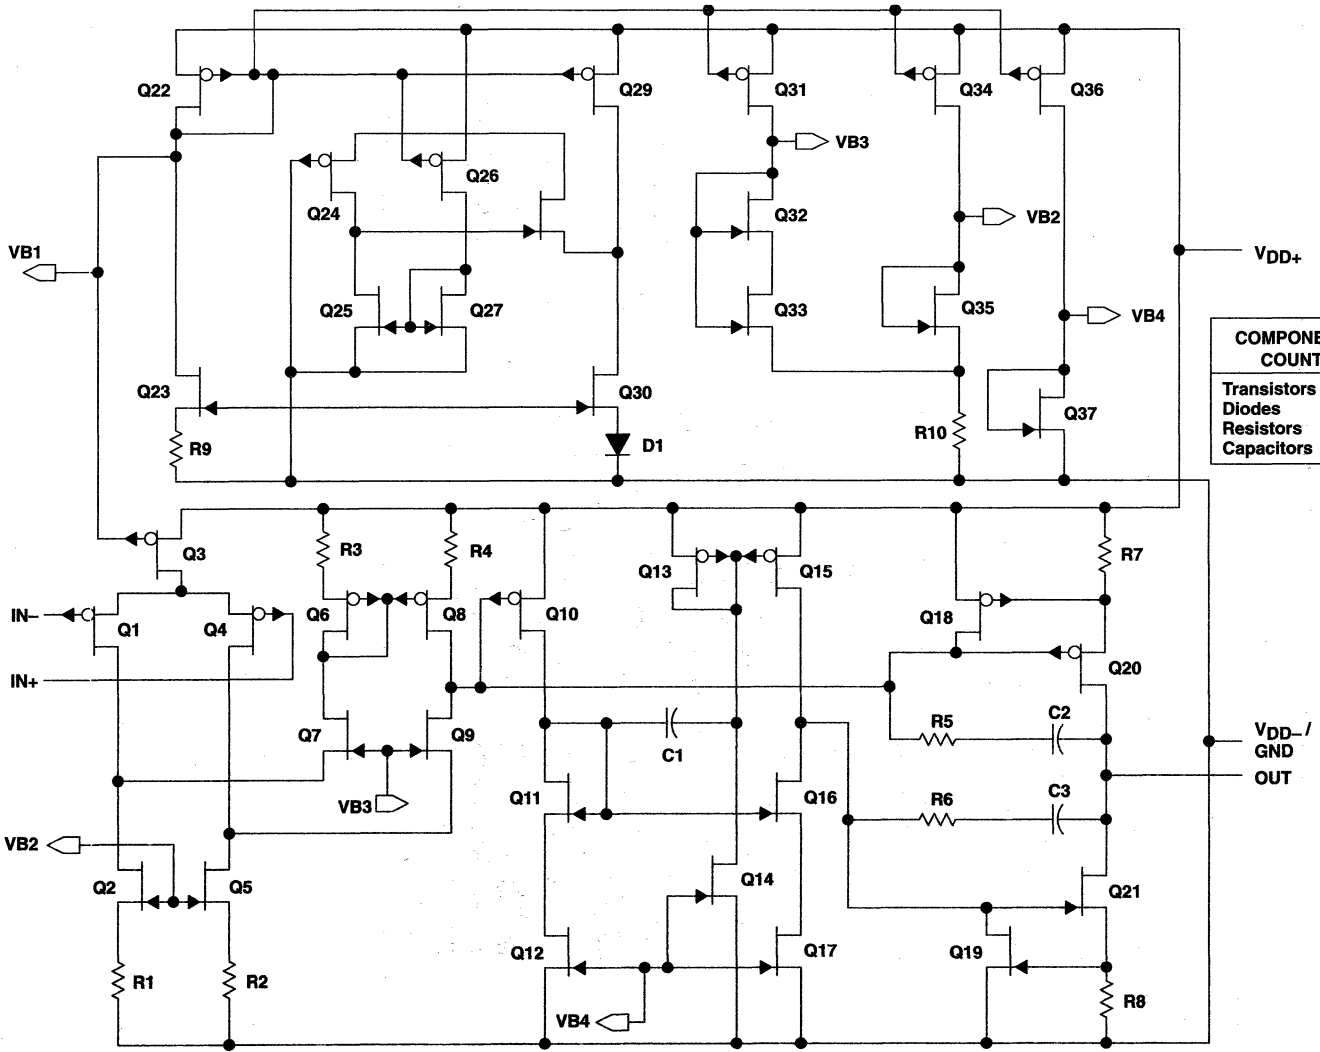 Q22
Q29
Q31
Q34
Q36
VB3
Q26
Q24
Q32
VB2
VB1
V_DD+
Q25
Q27
Q33
Q35
VB4
COMPONE
COUNT
Transistors
Diodes
Resistors
Capacitors
Q23
Q30
Q37
R9
D1
R10
Q3
R3
R4
Q13
Q15
R7
IN–
Q1
Q4
Q6
Q8
Q10
Q18
IN+
Q20
Q7
Q9
C1
R5
C2
V_DD– /
GND
OUT
VB3
Q11
Q16
R6
C3
VB2
Q2
Q5
Q14
Q21
Q12
Q17
Q19
R1
R2
R8
VB4